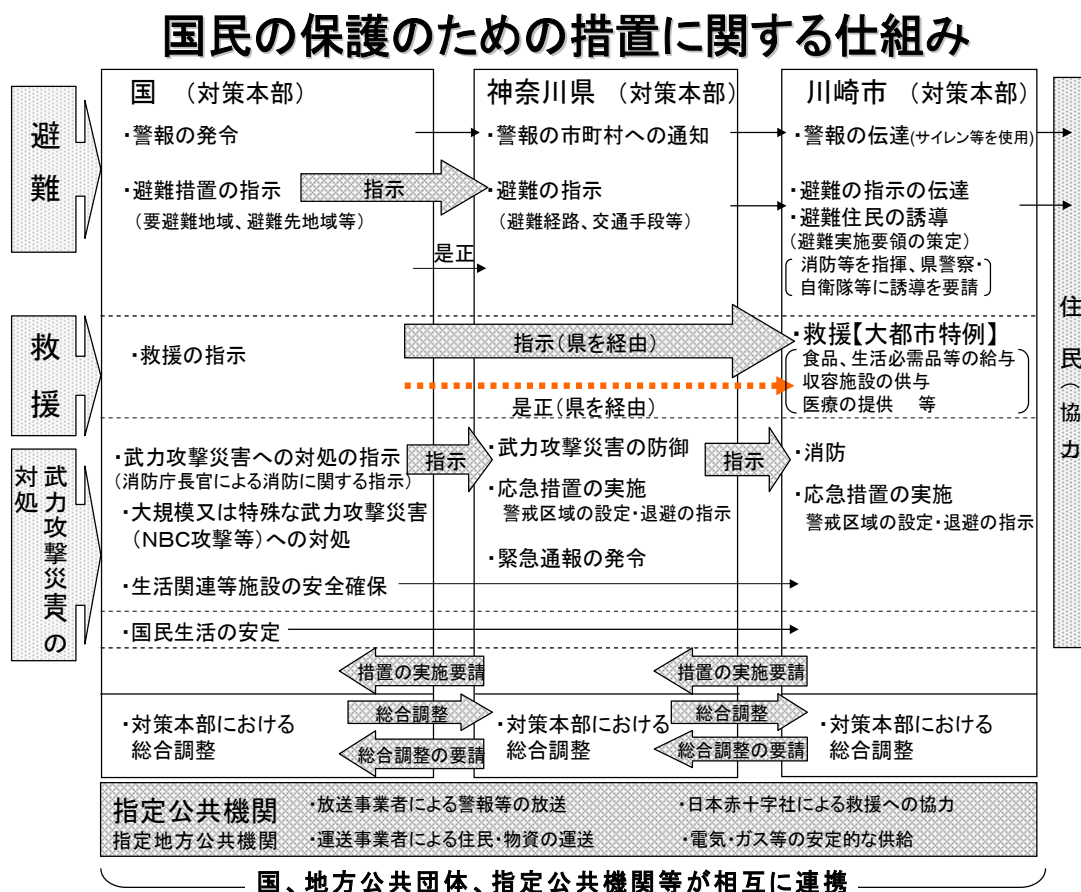 国民の保護のための措置に関する仕組み
避難
国 (対策本部)
・警報の発令
・避難措置の指示
(要避難地域、避難先地域等)
指示
是正
神奈川県 (対策本部)
・警報の市町村への通知
・避難の指示
(避難経路、交通手段等)
川崎市 (対策本部)
・警報の伝達(サイレン等を使用)
・避難の指示の伝達
・避難住民の誘導
(避難実施要領の策定)
消防等を指揮、県警察・
自衛隊等に誘導を要請
住民(協力)
救援
・救援の指示
指示(県を経由)
是正(県を経由)
・救援【大都市特例】
食品、生活必需品等の給与
収容施設の供与
医療の提供 等
武力攻撃災害への
対処
・武力攻撃災害への対処の指示
(消防庁長官による消防に関する指示)
・大規模又は特殊な武力攻撃災害
(NBC攻撃等)への対処
・生活関連等施設の安全確保
指示
・武力攻撃災害の防御
・応急措置の実施
警戒区域の設定・退避の指示
・緊急通報の発令
指示
・消防
・応急措置の実施
警戒区域の設定・退避の指示
・国民生活の安定
措置の実施要請
措置の実施要請
・対策本部における
総合調整
総合調整
総合調整の要請
・対策本部における
総合調整
総合調整
総合調整の要請
・対策本部における
総合調整
指定公共機関
指定地方公共機関
・放送事業者による警報等の放送
・運送事業者による住民・物資の運送
・日本赤十字社による救援への協力
・電気・ガス等の安定的な供給
国、地方公共団体、指定公共機関等が相互に連携